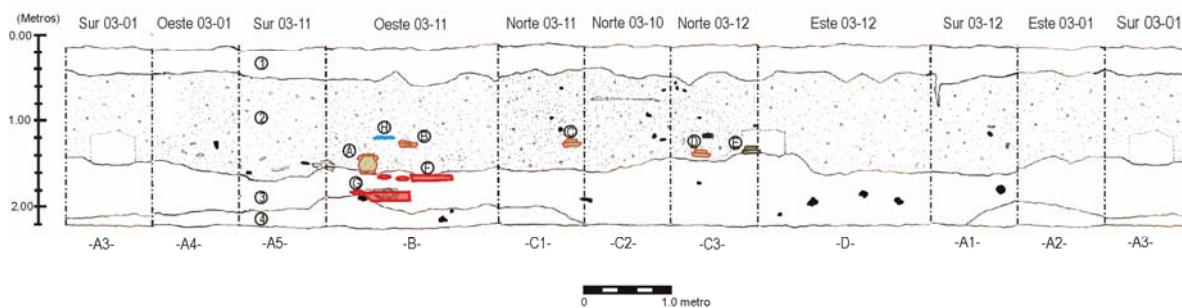 (Metros) Sur 03-01 Oeste 03-01 Sur 03-11 Oeste 03-11 Norte 03-11 Norte 03-10 Norte 03-12 Este 03-12 Sur 03-12 Este 03-01 Sur 03-01
0.00
1
1.00
2
H
B
C
A
D
E
F
G
3
2.00
4
-A3- -A4- -A5- -B- -C1- -C2- -C3- -D- -A1- -A2- -A3-
0 1.0 metro